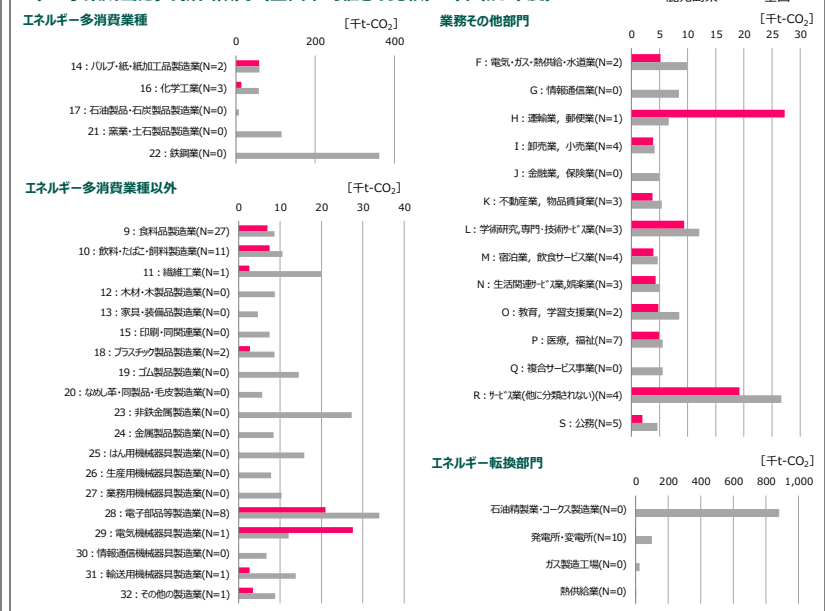 エネルギー多消費業種
[千t-CO₂]
0 200 400
14：パルプ･紙･紙加工品製造業(N=2)
16：化学工業(N=3)
17：石油製品･石炭製品製造業(N=0)
21：窯業･土石製品製造業(N=0)
22：鉄鋼業(N=0)
エネルギー多消費業種以外
[千t-CO₂]
0 10 20 30 40
9：食料品製造業(N=27)
10：飲料･たばこ･飼料製造業(N=11)
11：繊維工業(N=1)
12：木材･木製品製造業(N=0)
13：家具･装備品製造業(N=0)
15：印刷･同関連業(N=0)
18：プラスチック製品製造業(N=2)
19：ゴム製品製造業(N=0)
20：なめし革･同製品･毛皮製造業(N=0)
23：非鉄金属製造業(N=0)
24：金属製品製造業(N=0)
25：はん用機械器具製造業(N=0)
26：生産用機械器具製造業(N=0)
27：業務用機械器具製造業(N=0)
28：電子部品等製造業(N=8)
29：電気機械器具製造業(N=1)
30：情報通信機械器具製造業(N=0)
31：輸送用機械器具製造業(N=1)
32：その他の製造業(N=1)
業務その他部門
[千t-CO₂]
0 5 10 15 20 25 30
F：電気･ガス･熱供給･水道業(N=2)
G：情報通信業(N=0)
H：運輸業，郵便業(N=1)
I：卸売業，小売業(N=4)
J：金融業，保険業(N=0)
K：不動産業，物品賃貸業(N=3)
L：学術研究,専門･技術ｻｰﾋﾞｽ業(N=3)
M：宿泊業，飲食サービス業(N=4)
N：生活関連ｻｰﾋﾞｽ業,娯楽業(N=3)
O：教育，学習支援業(N=2)
P：医療，福祉(N=7)
Q：複合サービス事業(N=0)
R：ｻｰﾋﾞｽ業(他に分類されない)(N=4)
S：公務(N=5)
エネルギー転換部門
[千t-CO₂]
0 200 400 600 800 1,000
石油精製業･コークス製造業(N=0)
発電所･変電所(N=10)
ガス製造工場(N=0)
熱供給業(N=0)